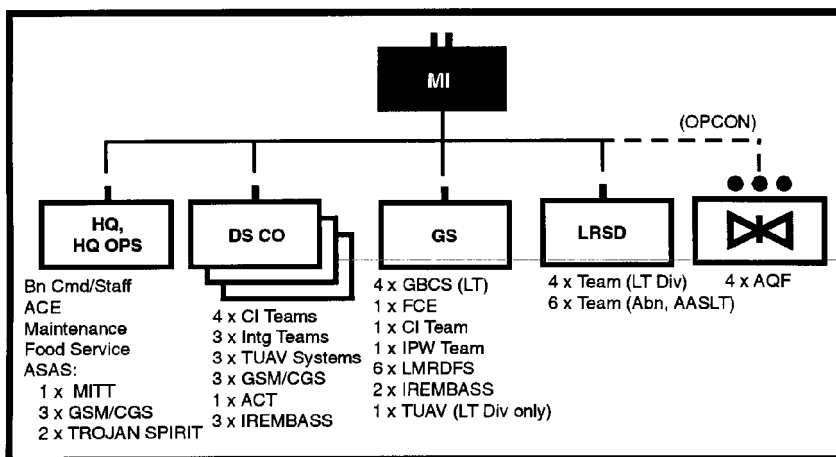 MI
(OPCON)
HQ,
HQ OPS
DS CO
GS
LRSD
Bn Cmd/Staff
ACE
Maintenance
Food Service
ASAS:
1 x MITT
3 x GSM/CGS
2 x TROJAN SPIRIT
4 x CI Teams
3 x Intg Teams
3 x TUAV Systems
3 x GSM/CGS
1 x ACT
3 x IREMBASS
4 x GBCS (LT)
1 x FCE
1 x CI Team
1 x IPW Team
6 x LMRDFS
2 x IREMBASS
1 x TUAV (LT Div only)
4 x Team (LT Div)
6 x Team (Abn, AASLT)
4 x AQF